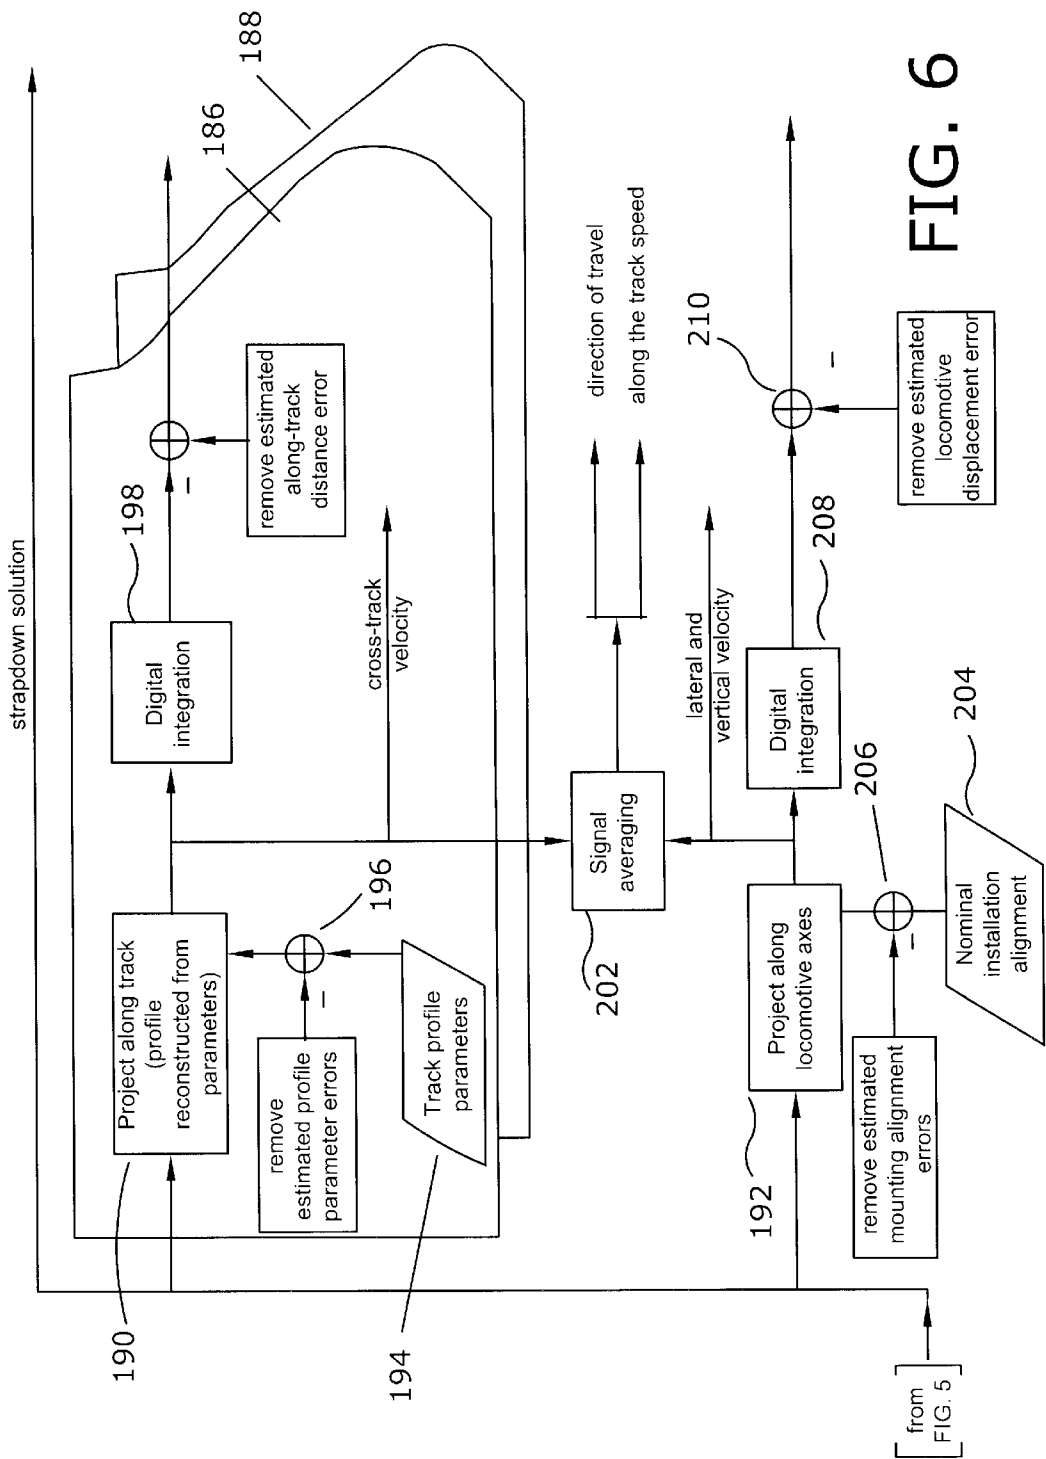 strapdown solution
188
186
198
Digital
integration
remove estimated
along-track
distance error
190
Project along track
(profile
reconstructed from
parameters)
196
remove
estimated profile
parameter errors
194
Track profile
parameters
cross-track
velocity
direction of travel
along the track speed
202
Signal
averaging
lateral and
vertical velocity
192
Project along
locomotive axes
208
Digital
integration
210
remove estimated
locomotive
displacement error
206
remove estimated
mounting alignment
errors
204
Nominal
installation
alignment
from
FIG. 5
FIG. 6